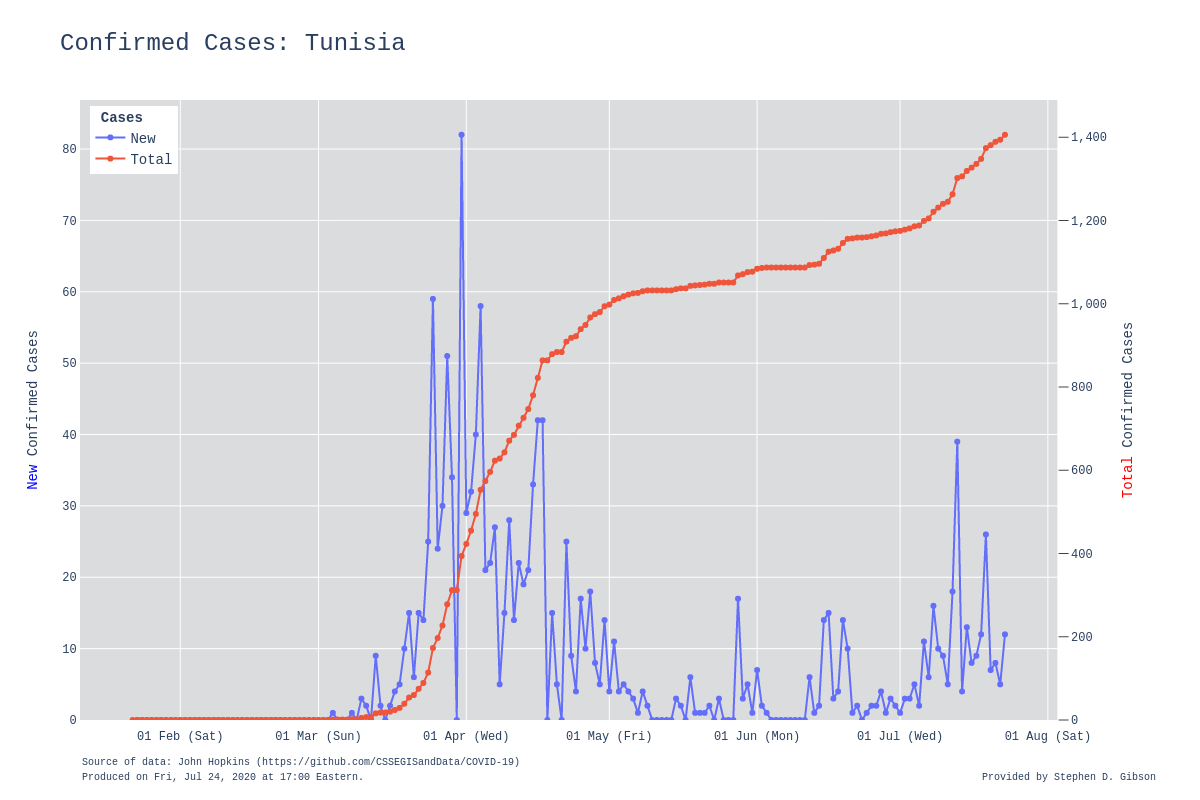 Confirmed Cases: Tunisia
Cases
New
Total
80
70
60
50
40
30
20
10
0
1,400
1,200
1,000
800
600
400
200
0
New Confirmed Cases
Total Confirmed Cases
01 Feb (Sat)
01 Mar (Sun)
01 Apr (Wed)
01 May (Fri)
01 Jun (Mon)
01 Jul (Wed)
01 Aug (Sat)
Source of data: John Hopkins (https://github.com/CSSEGISandData/COVID-19)
Produced on Fri, Jul 24, 2020 at 17:00 Eastern.
Provided by Stephen D. Gibson